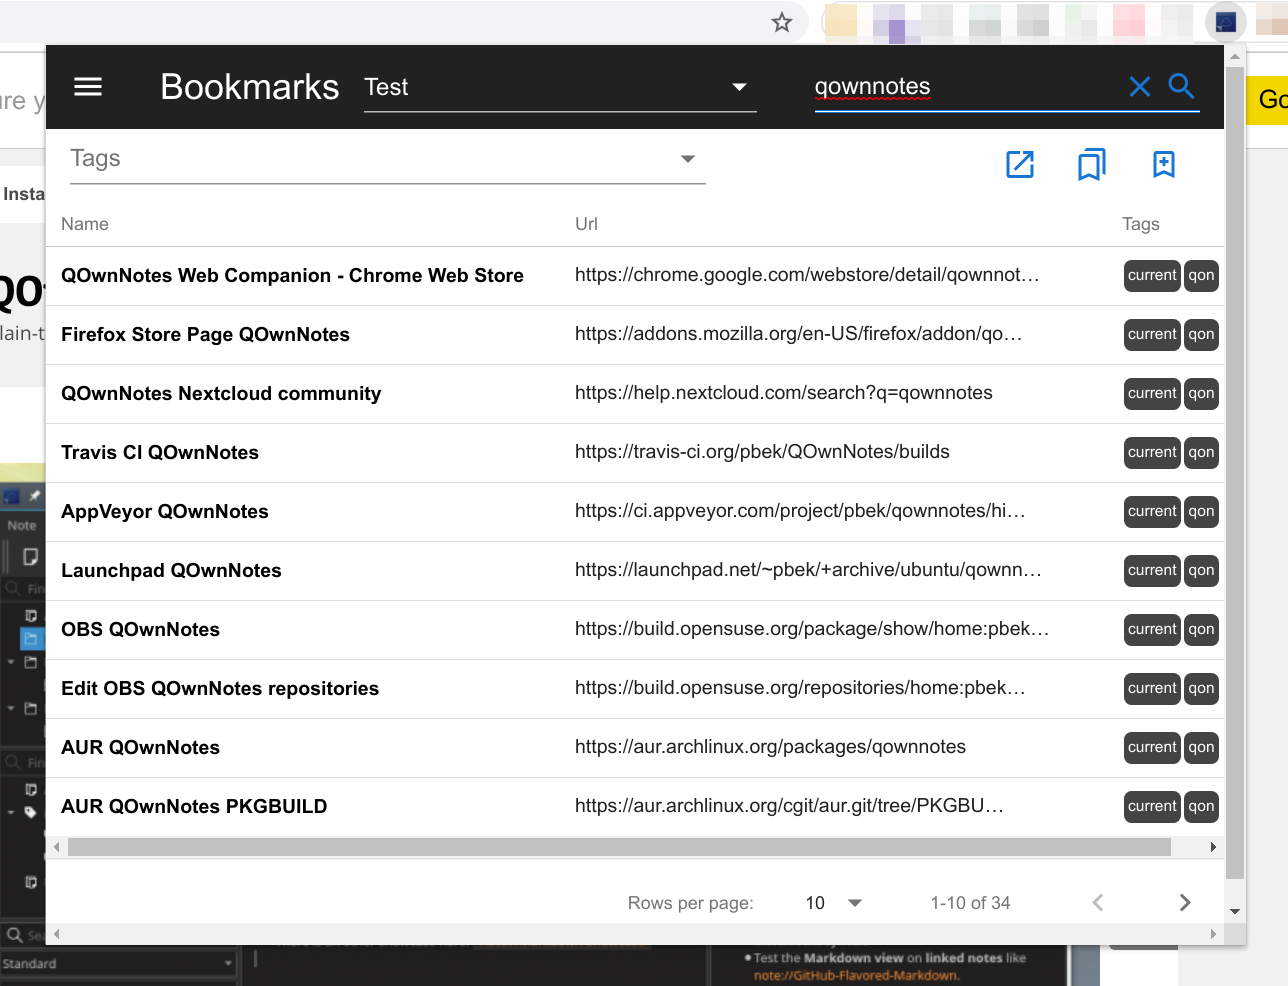 Bookmarks Test qownnotes
Go
Tags
Insta
Name Url Tags
QOwnNotes Web Companion - Chrome Web Store https://chrome.google.com/webstore/detail/qownnot… current qon
Firefox Store Page QOwnNotes https://addons.mozilla.org/en-US/firefox/addon/qo… current qon
lain-t
QOwnNotes Nextcloud community https://help.nextcloud.com/search?q=qownnotes current qon
Travis CI QOwnNotes https://travis-ci.org/pbek/QOwnNotes/builds current qon
AppVeyor QOwnNotes https://ci.appveyor.com/project/pbek/qownnotes/hi… current qon
Note
Launchpad QOwnNotes https://launchpad.net/~pbek/+archive/ubuntu/qownn… current qon
Fin
OBS QOwnNotes https://build.opensuse.org/package/show/home:pbek… current qon
Edit OBS QOwnNotes repositories https://build.opensuse.org/repositories/home:pbek… current qon
AUR QOwnNotes https://aur.archlinux.org/packages/qownnotes current qon
Fin
AUR QOwnNotes PKGBUILD https://aur.archlinux.org/cgit/aur.git/tree/PKGBU… current qon
Rows per page: 10 1-10 of 34
Sea
Standard
Test the Markdown view on linked notes like
note://GitHub-Flavored-Markdown.